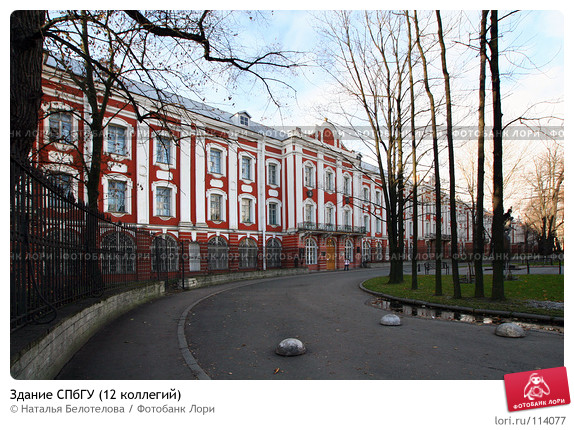 Здание СПбГУ (12 коллегий)
© Наталья Белотелова / Фотобанк Лори
ФОТОБАНК ЛОРИ
lori.ru/114077